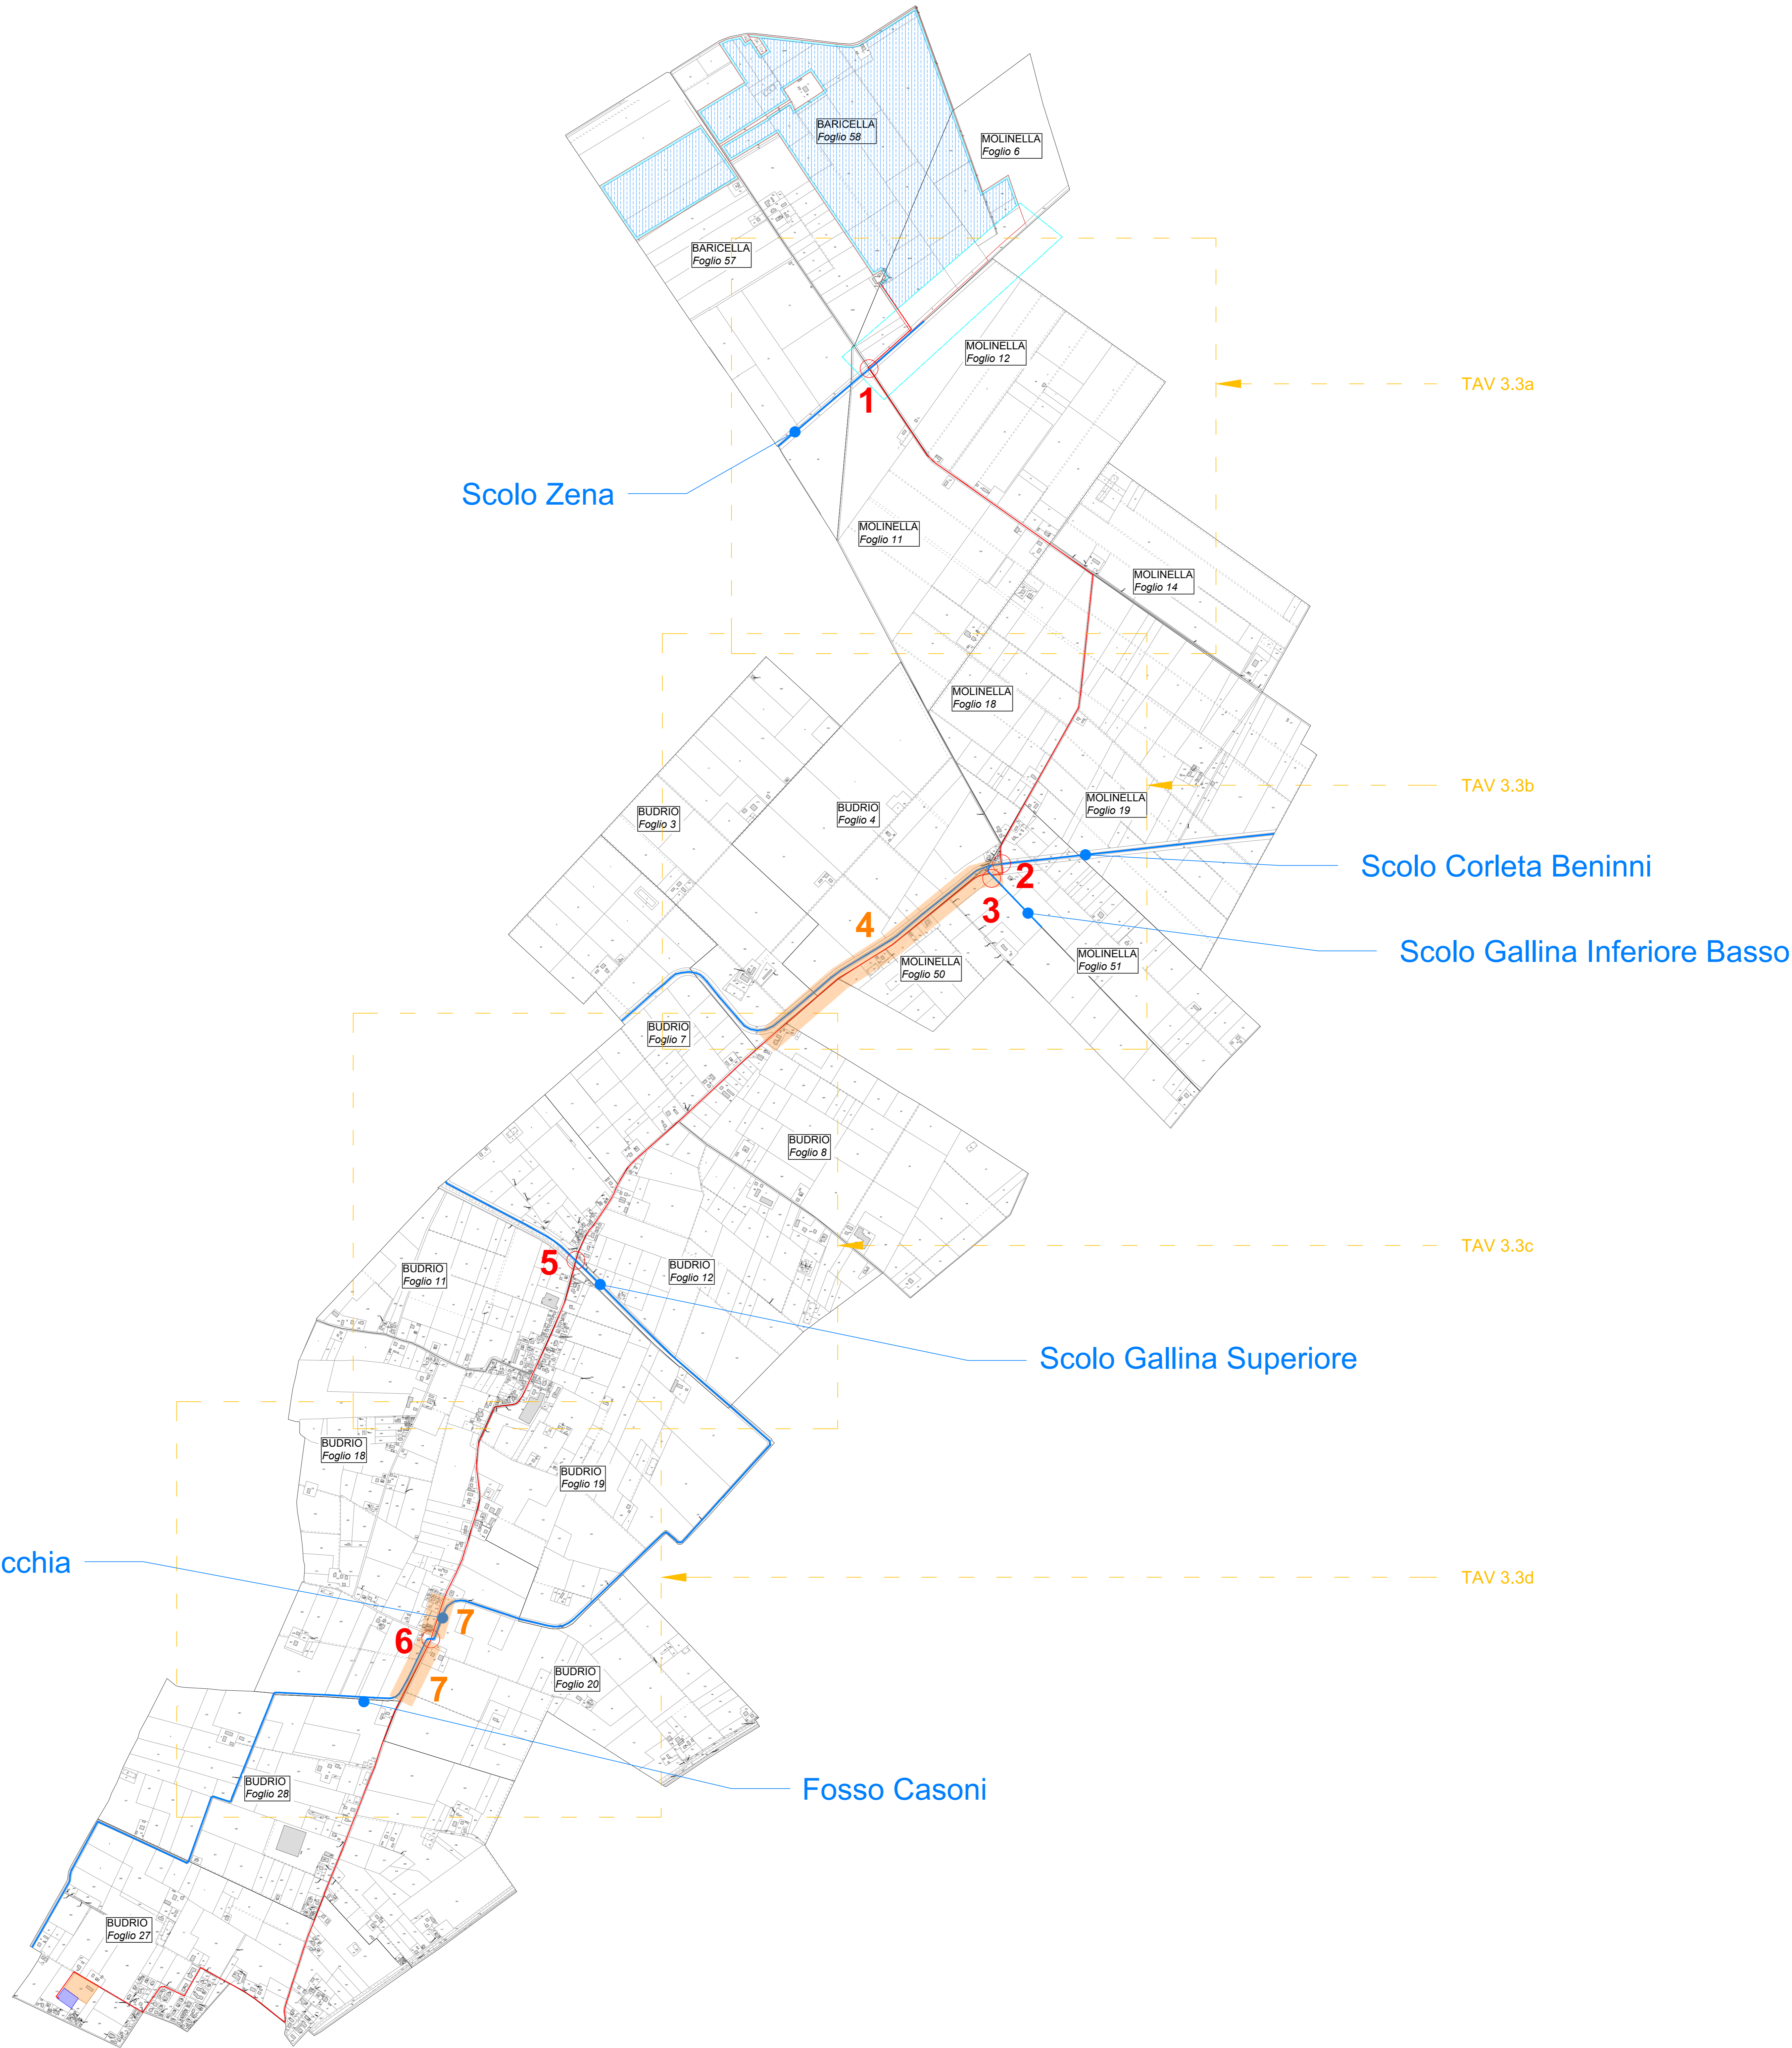 BARICELLA
Foglio 58
MOLINELLA
Foglio 6
BARICELLA
Foglio 57
MOLINELLA
Foglio 12
TAV 3.3a
1
Scolo Zena
MOLINELLA
Foglio 11
MOLINELLA
Foglio 14
MOLINELLA
Foglio 18
TAV 3.3b
MOLINELLA
Foglio 19
BUDRIO
Foglio 3
BUDRIO
Foglio 4
Scolo Corleta Beninni
2
3
4
Scolo Gallina Inferiore Basso
MOLINELLA
Foglio 50
MOLINELLA
Foglio 51
BUDRIO
Foglio 7
BUDRIO
Foglio 8
TAV 3.3c
5
BUDRIO
Foglio 11
BUDRIO
Foglio 12
Scolo Gallina Superiore
BUDRIO
Foglio 18
BUDRIO
Foglio 19
cchia
TAV 3.3d
7
6
7
BUDRIO
Foglio 20
BUDRIO
Foglio 28
Fosso Casoni
BUDRIO
Foglio 27